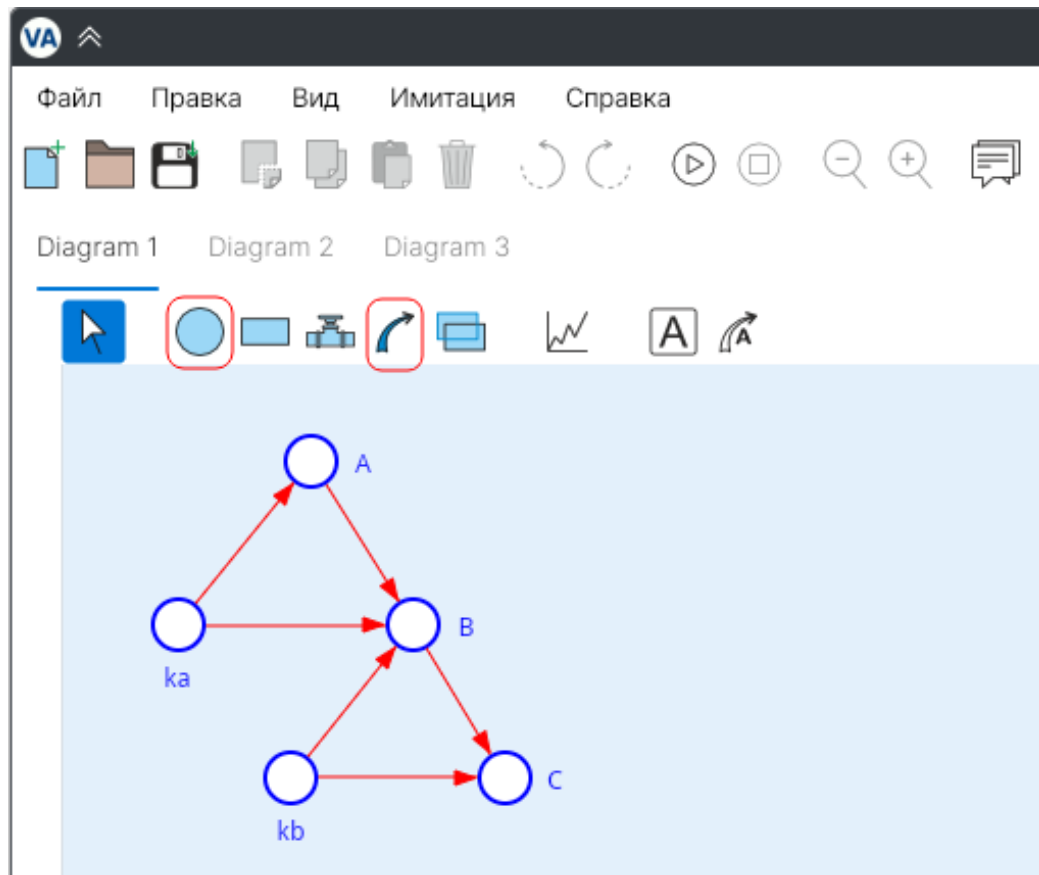 VA
Файл Правка Вид Имитация Справка
Diagram 1 Diagram 2 Diagram 3
A A
A
B
ka
C
kb